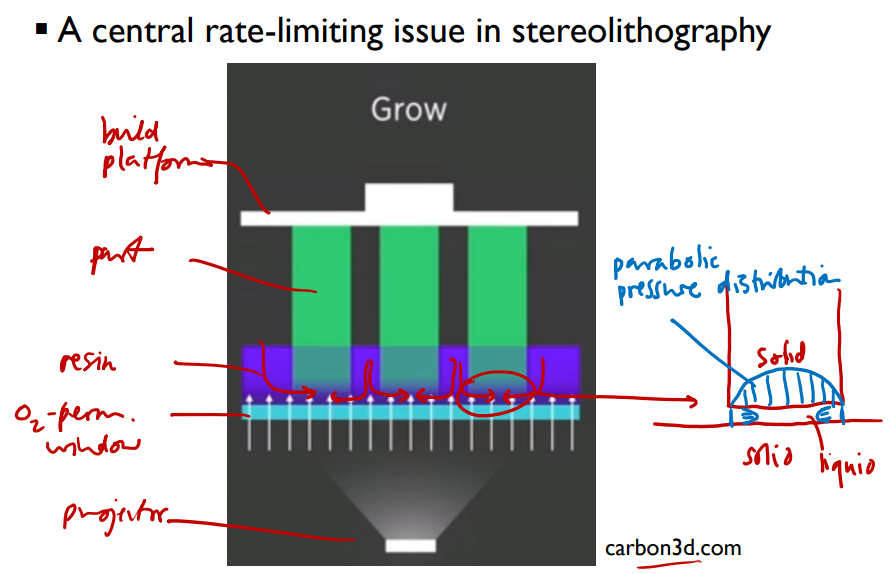 ▪ A central rate-limiting issue in stereolithography
Grow
build
platform
part
resin
O₂-perm.
window
projector
parabolic
pressure distribution
solid
solid
liquid
carbon3d.com